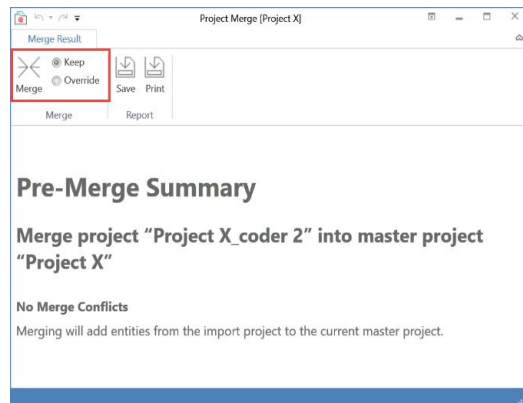 Project Merge [Project X]
Merge Result
Keep
Override
Merge
Save Print
Merge
Report
Pre-Merge Summary
Merge project “Project X_coder 2” into master project
“Project X”
No Merge Conflicts
Merging will add entities from the import project to the current master project.